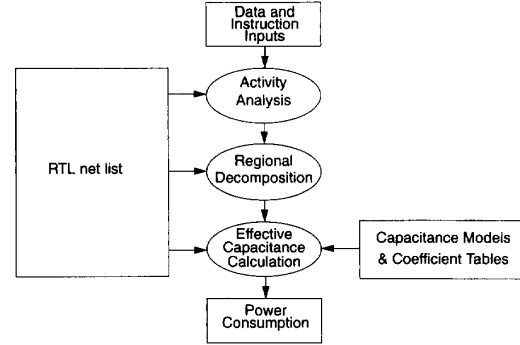 Data and
Instruction
Inputs
Activity
Analysis
RTL net list
Regional
Decomposition
Effective
Capacitance
Calculation
Capacitance Models
& Coefficient Tables
Power
Consumption